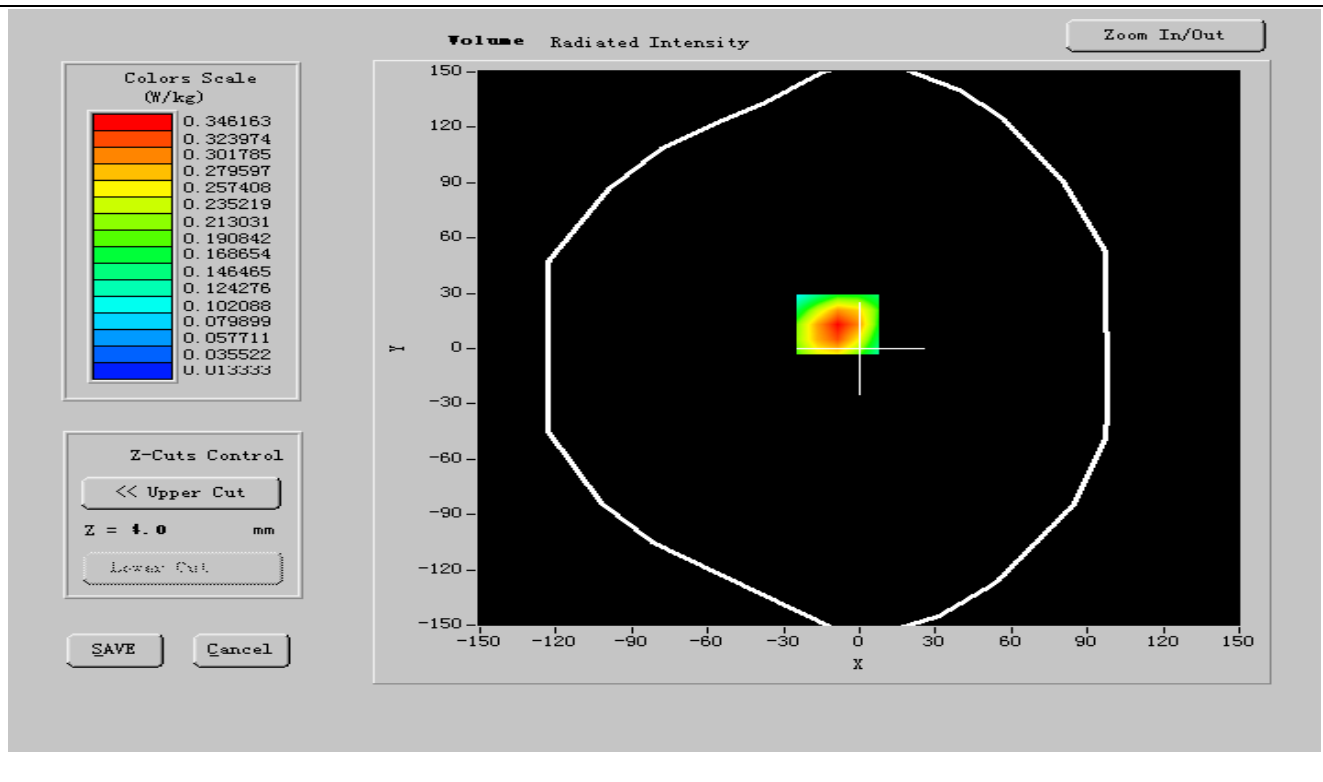 Volume Radiated Intensity
Zoom In/Out
Colors Scale
(W/kg)
0.346163
0.323974
0.301785
0.279597
0.257408
0.235219
0.213031
0.190842
0.168654
0.146465
0.124276
0.102088
0.079899
0.057711
0.035522
0.013333
Z-Cuts Control
<< Upper Cut
Z = 4.0 mm
Lower Cut
SAVE
Cancel
150
120
90
60
30
0
-30
-60
-90
-120
-150
Y
-150 -120 -90 -60 -30 0 30 60 90 120 150
X